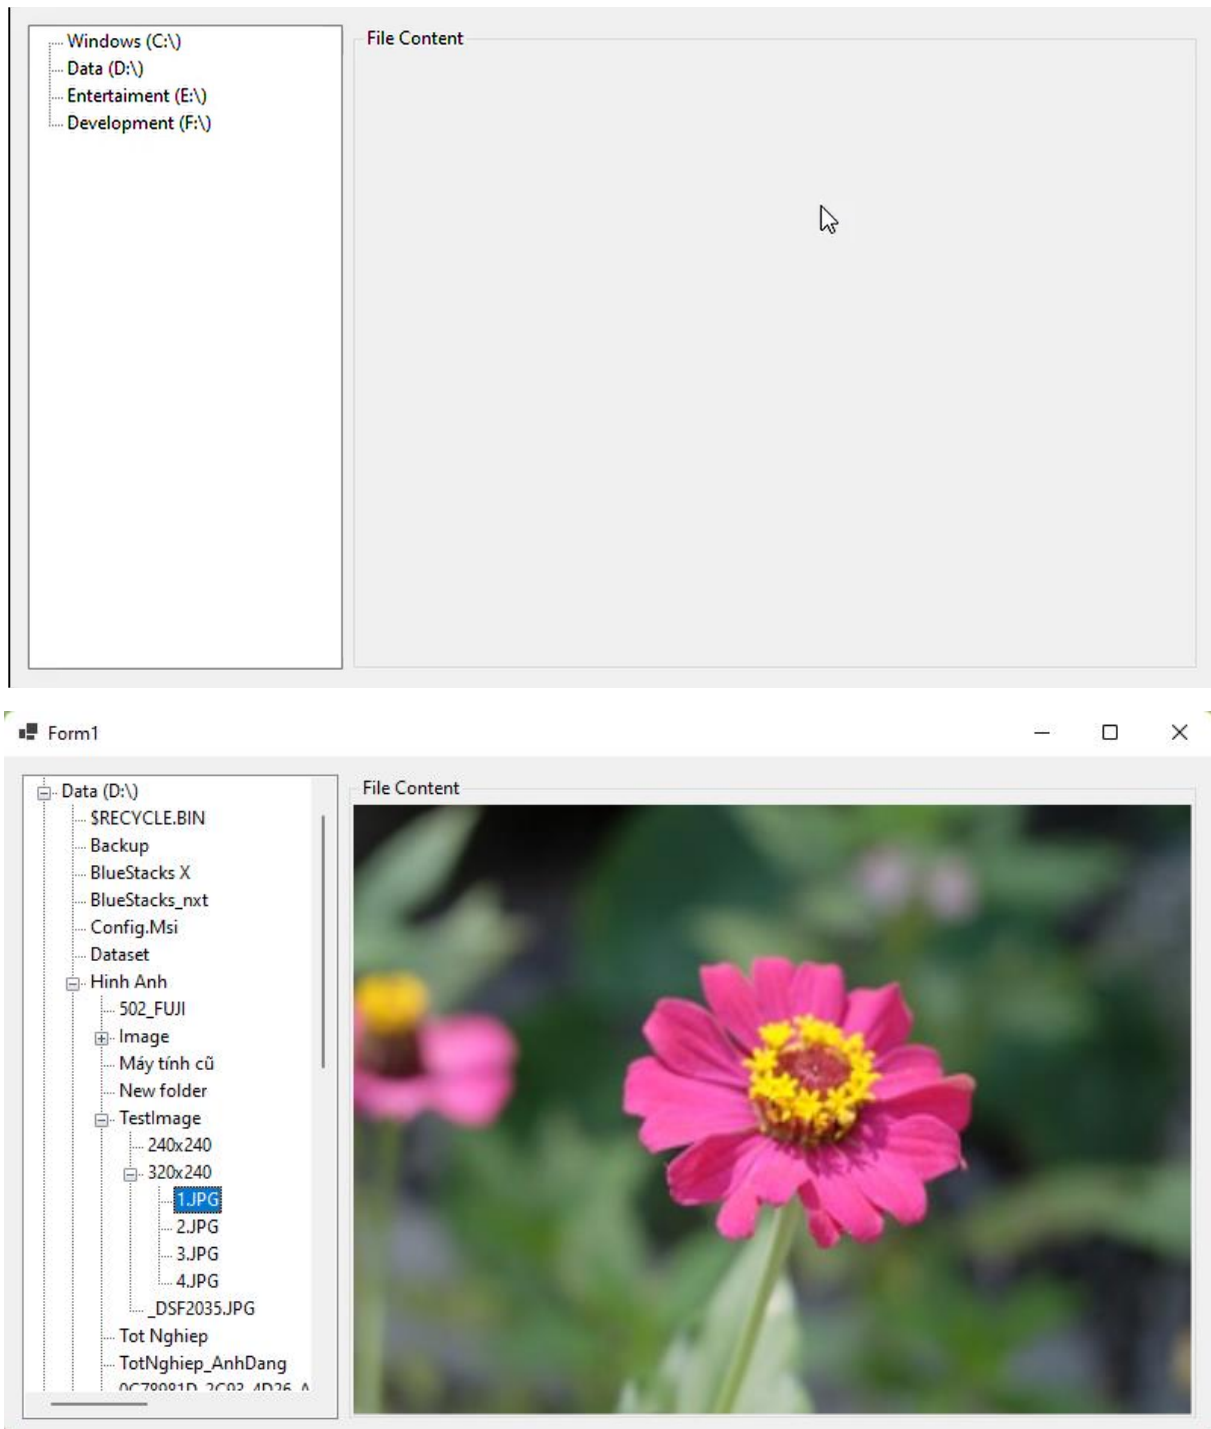 Windows (C:\)
Data (D:\)
Entertaiment (E:\)
Development (F:\)
File Content
Form1
Data (D:\)
$RECYCLE.BIN
Backup
BlueStacks X
BlueStacks_nxt
Config.Msi
Dataset
Hinh Anh
502_FUJI
Image
Máy tính cũ
New folder
TestImage
240x240
320x240
1.JPG
2.JPG
3.JPG
4.JPG
_DSF2035.JPG
Tot Nghiep
TotNghiep_AnhDang
File Content